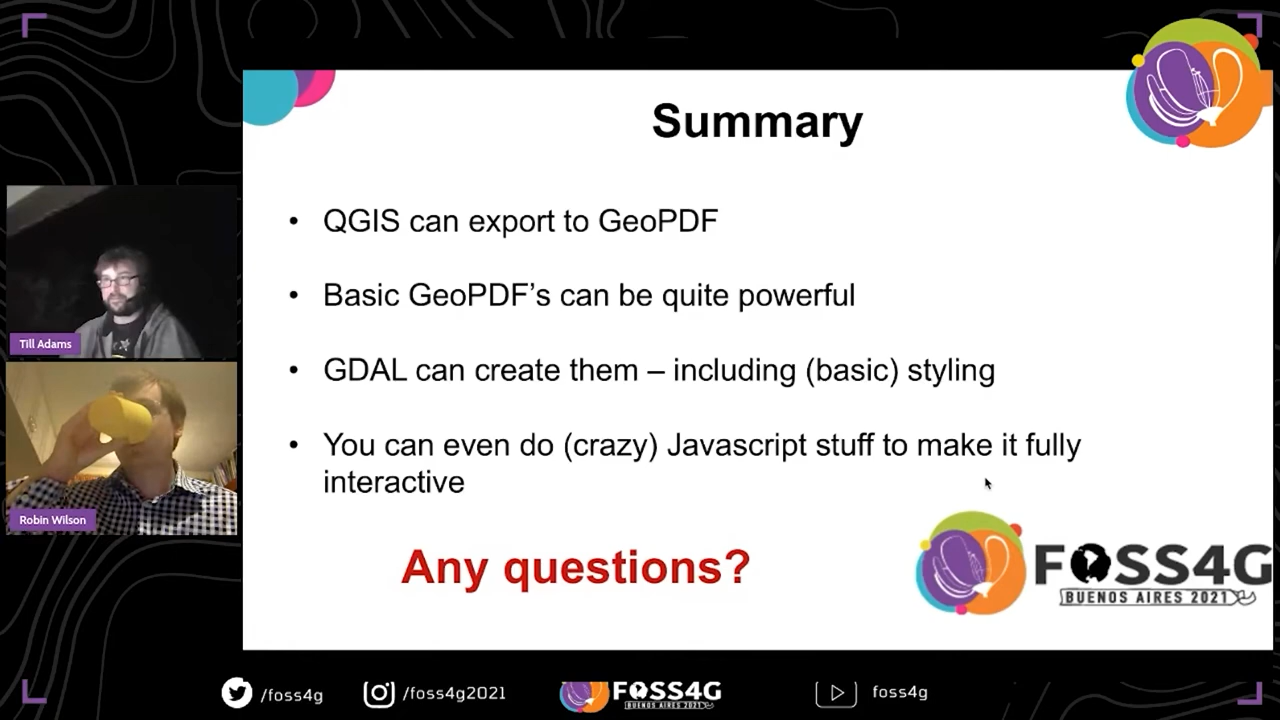 Summary
• QGIS can export to GeoPDF
• Basic GeoPDF’s can be quite powerful
• GDAL can create them – including (basic) styling
• You can even do (crazy) Javascript stuff to make it fully
interactive
Any questions?
FOSS4G
BUENOS AIRES 2021
Till Adams
Robin Wilson
/foss4g
/foss4g2021
FOSS4G
BUENOS AIRES 2021
foss4g